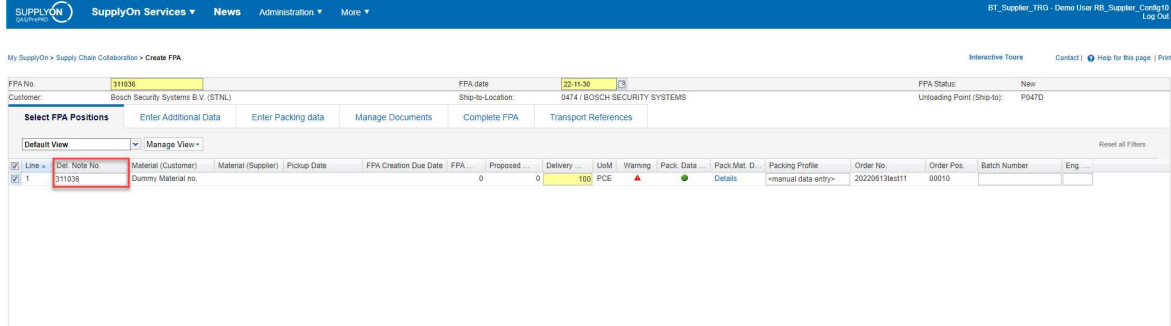 SUPPLYON SupplyOn Services ▾ News Administration ▾ More ▾ BT_Supplier_TRG - Demo User RB_Supplier_Config10
QAS/PrePRD Log Out
My SupplyOn > Supply Chain Collaboration > Create FPA Interactive Tours Contact | Help for this page | Print
FPA No. 311036 FPA date 22-11-30 FPA Status: New
Customer: Bosch Security Systems B.V. (STNL) Ship-to-Location: 0474 / BOSCH SECURITY SYSTEMS Unloading Point (Ship-to): P047D
Select FPA Positions Enter Additional Data Enter Packing data Manage Documents Complete FPA Transport References
Default View Manage View ▾ Reset all Filters
Line Del. Note No. Material (Customer) Material (Supplier) Pickup Date FPA Creation Due Date FPA ... Proposed ... Delivery ... UoM Warning Pack. Data ... Pack.Mat. D... Packing Profile Order No. Order Pos. Batch Number Eng. ...
1 311036 Dummy Material no. 0 0 100 PCE Details <manual data entry> 20220613test11 00010